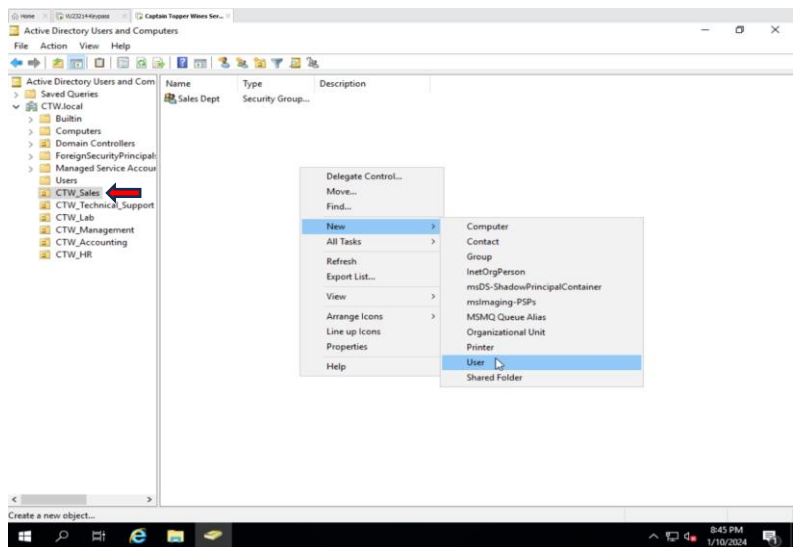 Home
VU23214-Keypass
Captain Topper Wines Ser...
Active Directory Users and Computers
File Action View Help
Active Directory Users and Com
Saved Queries
CTW.local
Builtin
Computers
Domain Controllers
ForeignSecurityPrincipal:
Managed Service Accour
Users
CTW_Sales
CTW_Technical_Support
CTW_Lab
CTW_Management
CTW_Accounting
CTW_HR
Name Type Description
Sales Dept Security Group...
Delegate Control...
Move...
Find...
New
All Tasks
Refresh
Export List...
View
Arrange Icons
Line up Icons
Properties
Help
Computer
Contact
Group
InetOrgPerson
msDS-ShadowPrincipalContainer
msImaging-PSPs
MSMQ Queue Alias
Organizational Unit
Printer
User
Shared Folder
Create a new object...
8:45 PM
1/10/2024